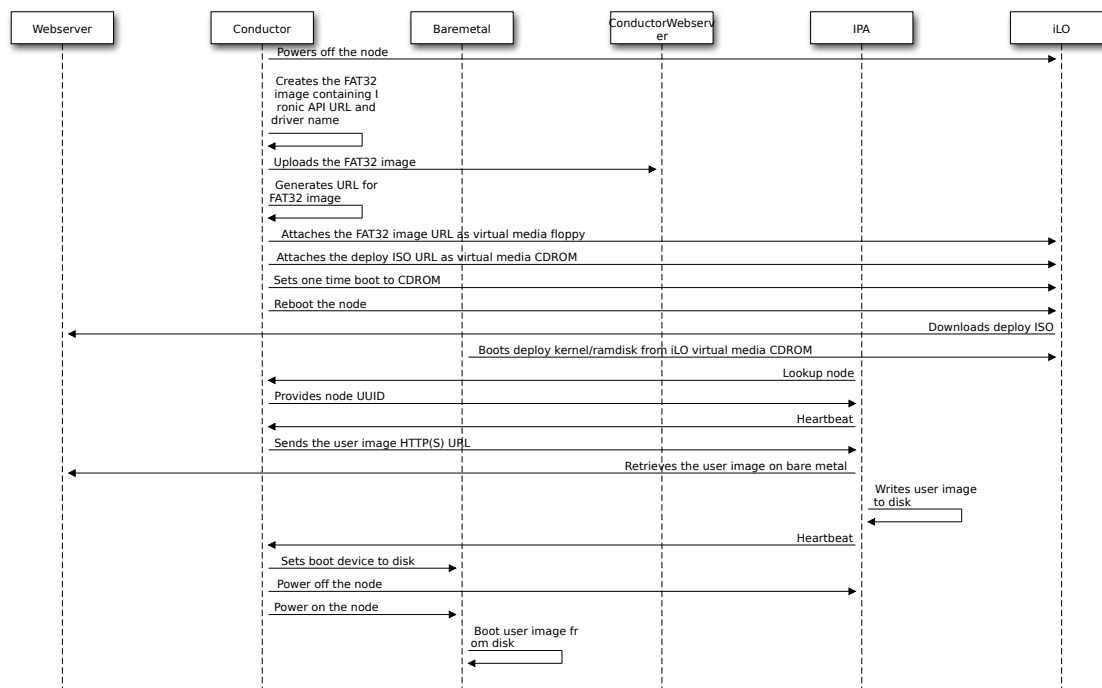 Webserver
Conductor
Baremetal
ConductorWebserv
er
IPA
iLO
Powers off the node
Creates the FAT32
image containing I
ronic API URL and
driver name
Uploads the FAT32 image
Generates URL for
FAT32 image
Attaches the FAT32 image URL as virtual media floppy
Attaches the deploy ISO URL as virtual media CDROM
Sets one time boot to CDROM
Reboot the node
Downloads deploy ISO
Boots deploy kernel/ramdisk from iLO virtual media CDROM
Lookup node
Provides node UUID
Heartbeat
Sends the user image HTTP(S) URL
Retrieves the user image on bare metal
Writes user image
to disk
Heartbeat
Sets boot device to disk
Power off the node
Power on the node
Boot user image fr
om disk